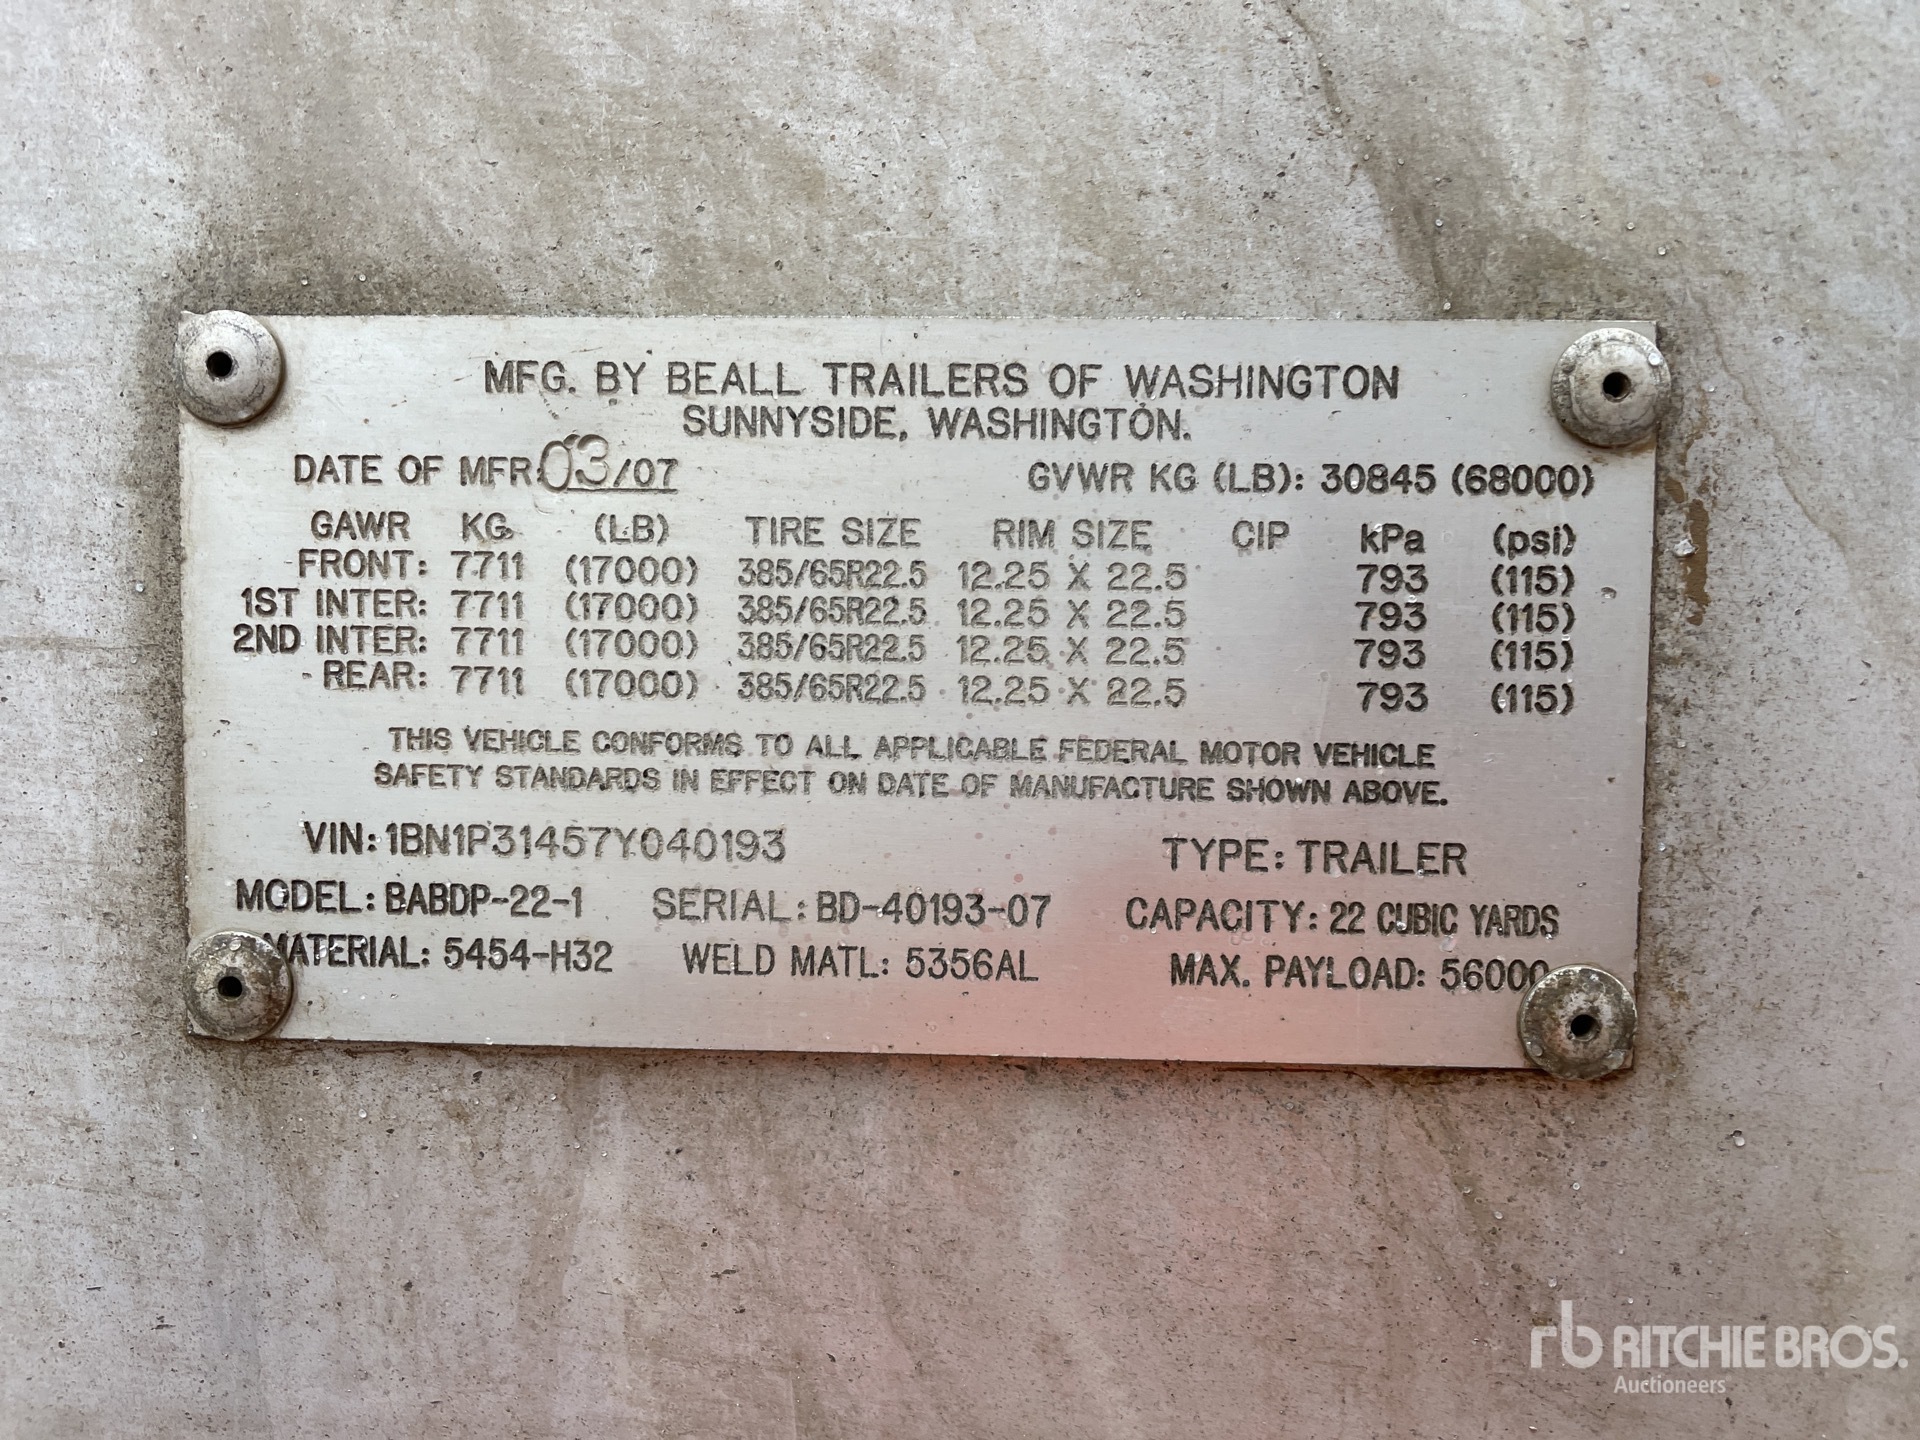 MFG. BY BEALL TRAILERS OF WASHINGTON
SUNNYSIDE, WASHINGTON.
DATE OF MFR: 03/07 GVWR KG (LB): 30845 (68000)
GAWR KG (LB) TIRE SIZE RIM SIZE CIP kPa (psi)
FRONT: 7711 (17000) 385/65R22.5 12.25 X 22.5 793 (115)
1ST INTER: 7711 (17000) 385/65R22.5 12.25 X 22.5 793 (115)
2ND INTER: 7711 (17000) 385/65R22.5 12.25 X 22.5 793 (115)
REAR: 7711 (17000) 385/65R22.5 12.25 X 22.5 793 (115)
THIS VEHICLE CONFORMS TO ALL APPLICABLE FEDERAL MOTOR VEHICLE
SAFETY STANDARDS IN EFFECT ON DATE OF MANUFACTURE SHOWN ABOVE.
VIN: 1BN1P31457Y040193 TYPE: TRAILER
MODEL: BABDP-22-1 SERIAL: BD-40193-07 CAPACITY: 22 CUBIC YARDS
MATERIAL: 5454-H32 WELD MATL: 5356AL MAX. PAYLOAD: 56000
rb RITCHIE BROS.
Auctioneers